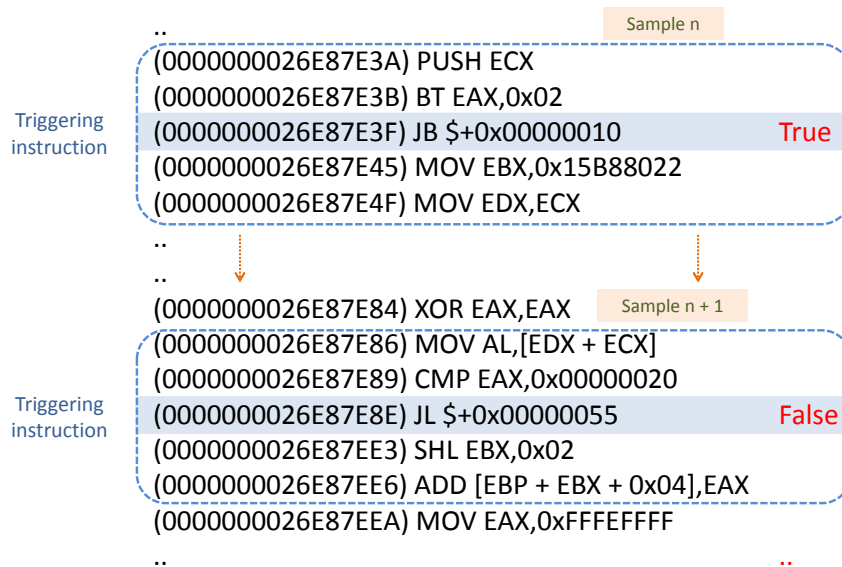 ..
Sample n
(0000000026E87E3A) PUSH ECX
(0000000026E87E3B) BT EAX,0x02
Triggering
instruction
(0000000026E87E3F) JB $+0x00000010 True
(0000000026E87E45) MOV EBX,0x15B88022
(0000000026E87E4F) MOV EDX,ECX
..
..
(0000000026E87E84) XOR EAX,EAX Sample n + 1
(0000000026E87E86) MOV AL,[EDX + ECX]
(0000000026E87E89) CMP EAX,0x00000020
Triggering
instruction
(0000000026E87E8E) JL $+0x00000055 False
(0000000026E87EE3) SHL EBX,0x02
(0000000026E87EE6) ADD [EBP + EBX + 0x04],EAX
(0000000026E87EEA) MOV EAX,0xFFFEFFFF
.. ..